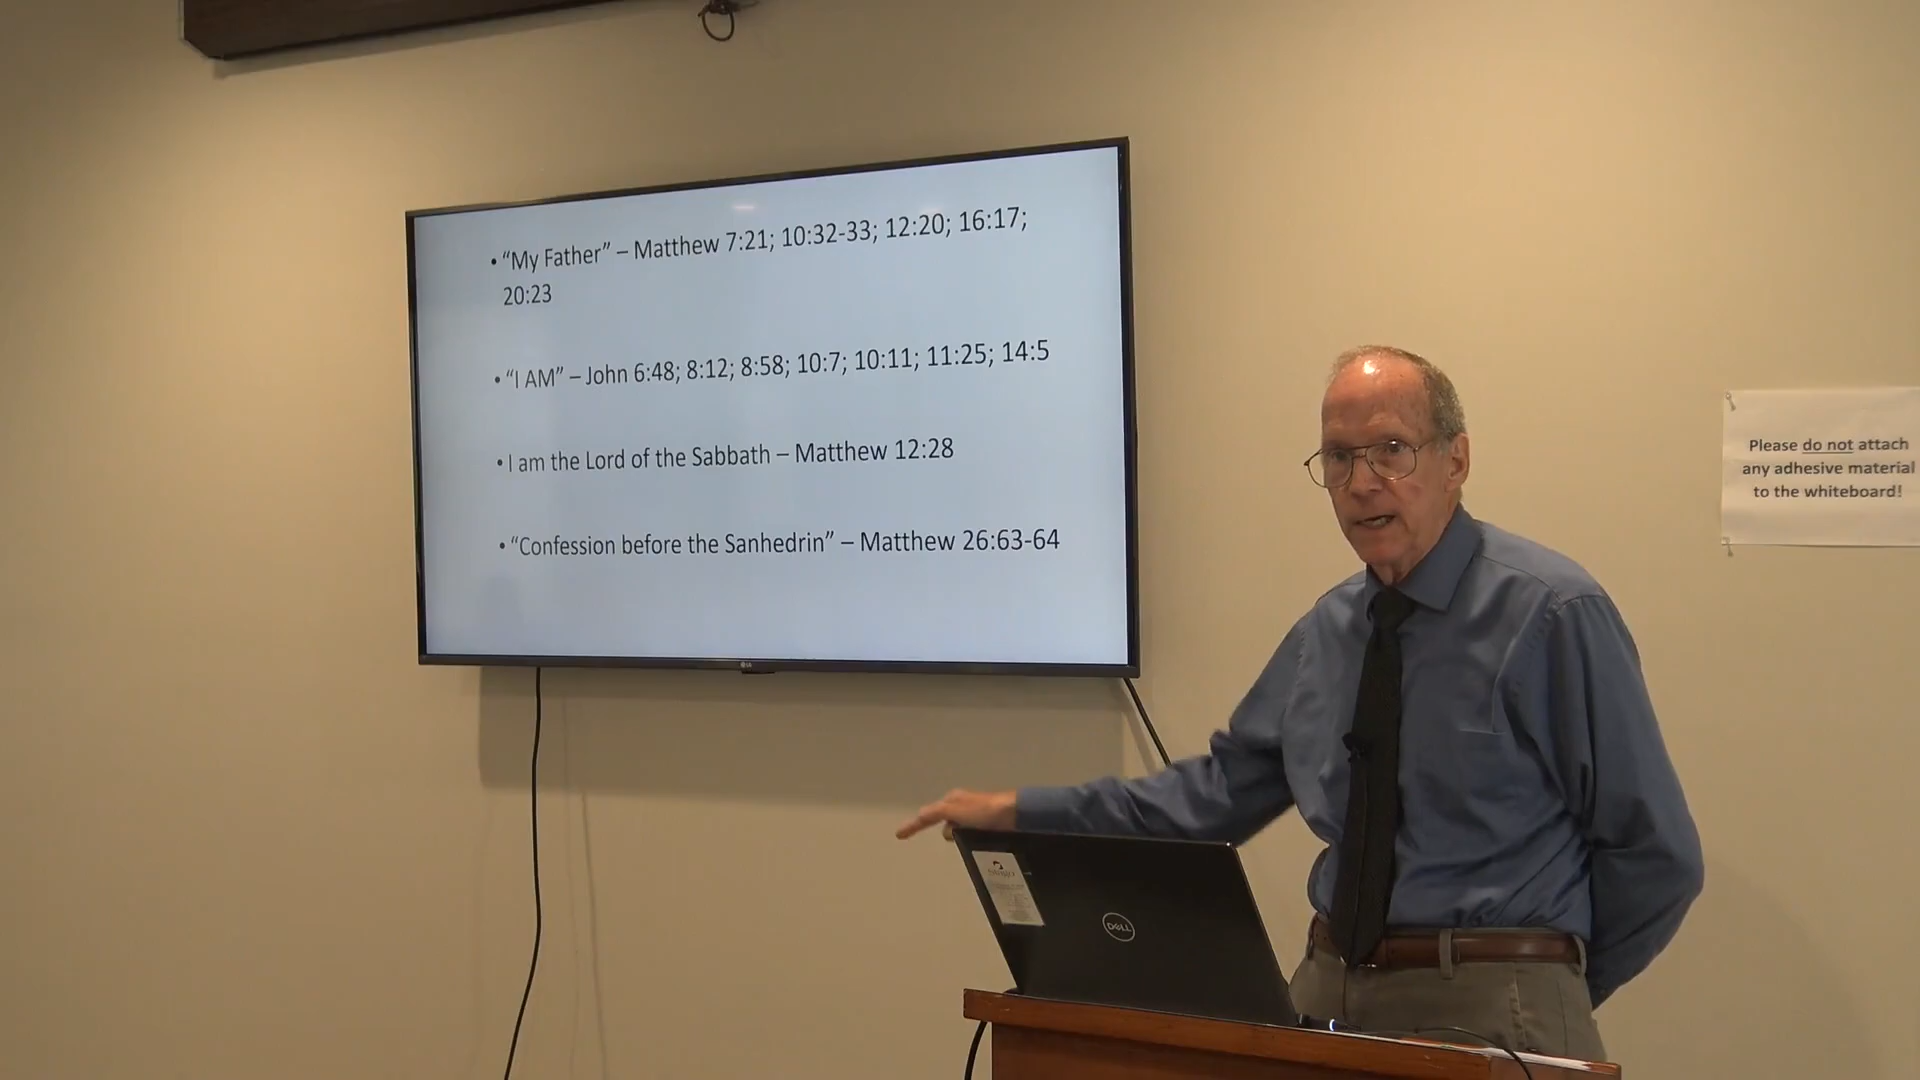 • “My Father” – Matthew 7:21; 10:32-33; 12:20; 16:17;
20:23
• “I AM” – John 6:48; 8:12; 8:58; 10:7; 10:11; 11:25; 14:5
• I am the Lord of the Sabbath – Matthew 12:28
• “Confession before the Sanhedrin” – Matthew 26:63-64
LG
Please do not attach
any adhesive material
to the whiteboard!
DELL